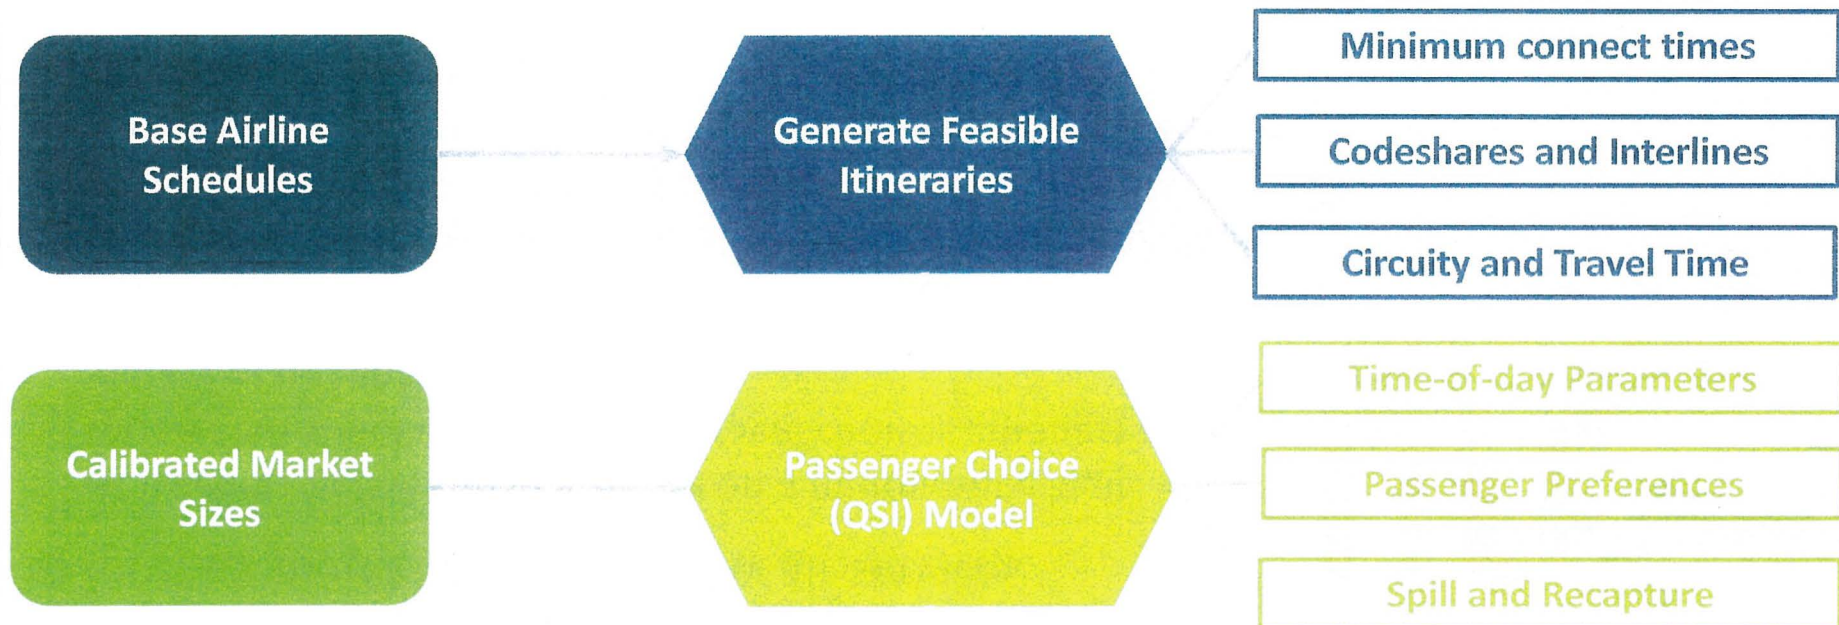 Base Airline
Schedules
Generate Feasible
Itineraries
Minimum connect times
Codeshares and Interlines
Circuity and Travel Time
Calibrated Market
Sizes
Passenger Choice
(QSI) Model
Time-of-day Parameters
Passenger Preferences
Spill and Recapture